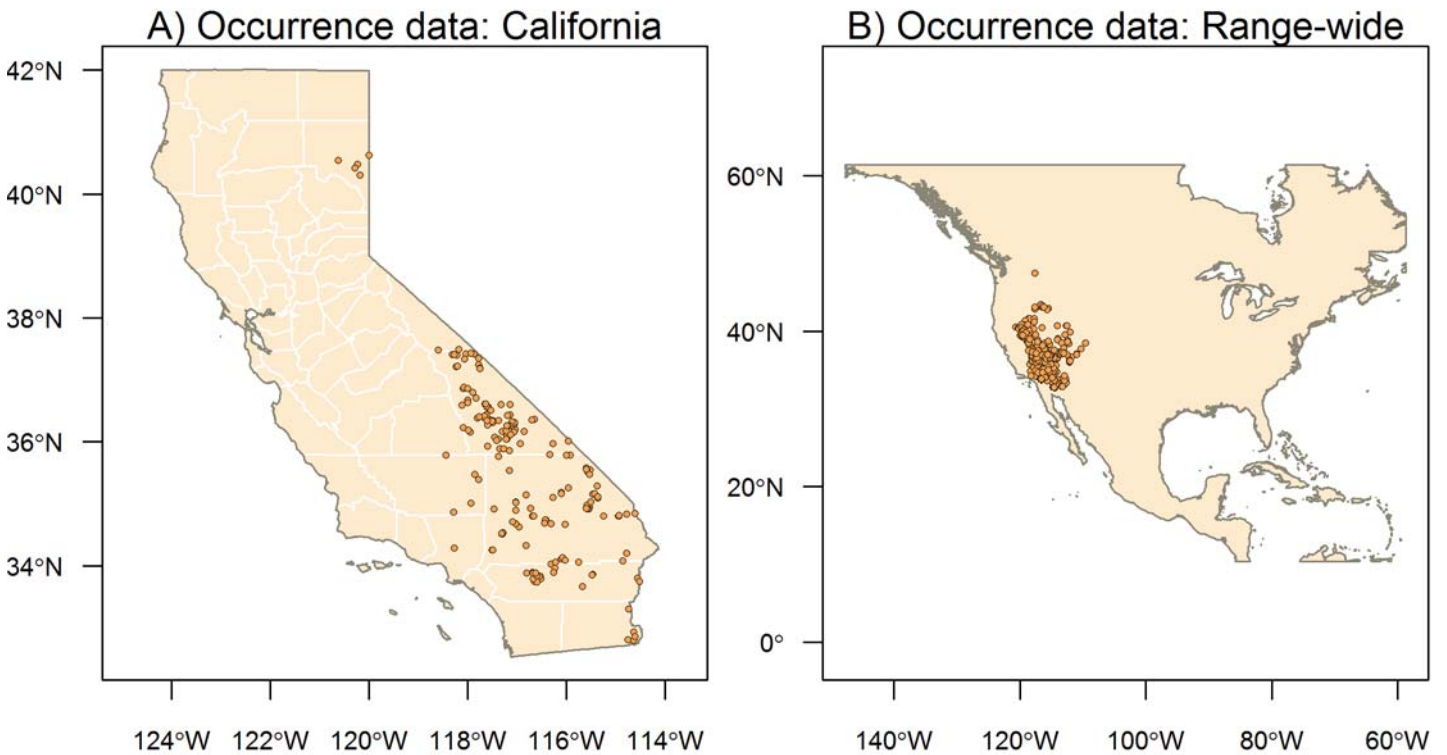 A) Occurrence data: California
42°N
40°N
38°N
36°N
34°N
124°W 122°W 120°W 118°W 116°W 114°W
B) Occurrence data: Range-wide
60°N
40°N
20°N
0°
140°W 120°W 100°W 80°W 60°W